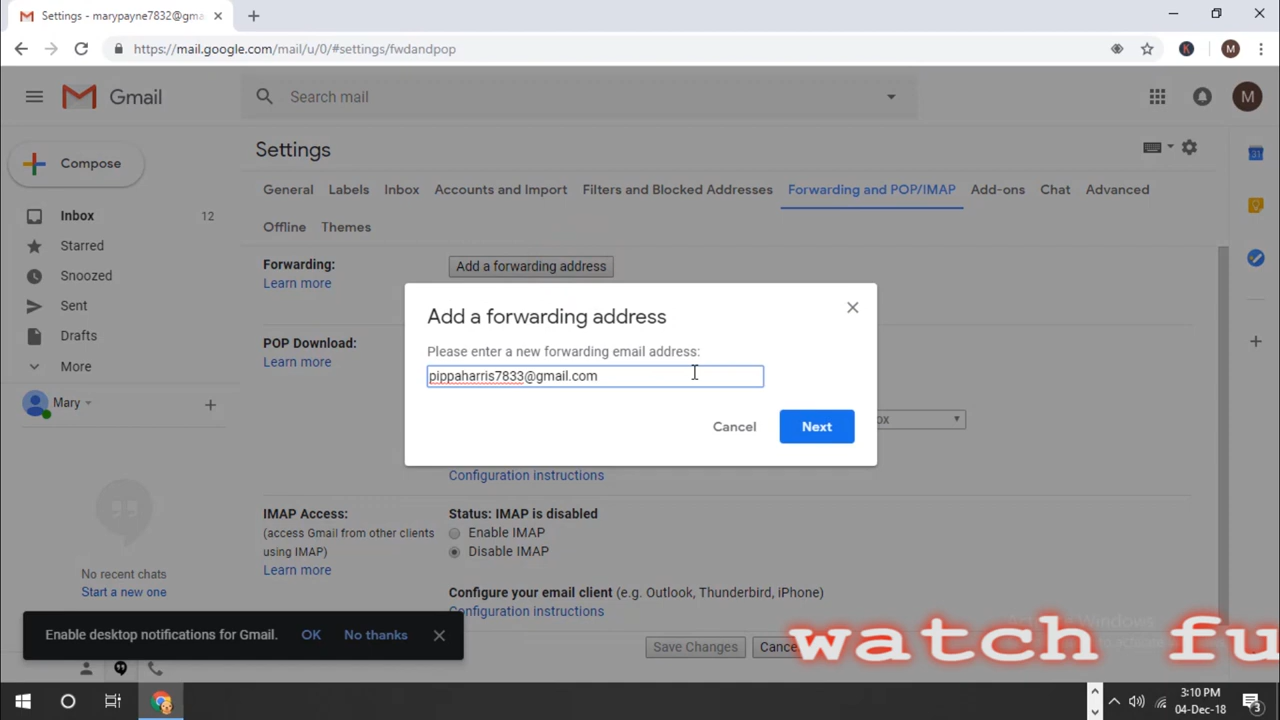 Settings - marypayne7832@gma
https://mail.google.com/mail/u/0/#settings/fwdandpop
K
M
Gmail
Search mail
M
Compose
Settings
31
General Labels Inbox Accounts and Import Filters and Blocked Addresses Forwarding and POP/IMAP Add-ons Chat Advanced
Offline Themes
Inbox 12
Starred
Snoozed
Sent
Drafts
More
Mary
Forwarding:
Learn more
Add a forwarding address
POP Download:
Learn more
Add a forwarding address
Please enter a new forwarding email address:
pippaharris7833@gmail.com
Cancel Next
ox
Configuration instructions
IMAP Access:
(access Gmail from other clients
using IMAP)
Learn more
Status: IMAP is disabled
Enable IMAP
Disable IMAP
Configure your email client (e.g. Outlook, Thunderbird, iPhone)
Configuration instructions
No recent chats
Start a new one
Enable desktop notifications for Gmail. OK No thanks
Save Changes Cance
watch fu
3:10 PM
04-Dec-18
3